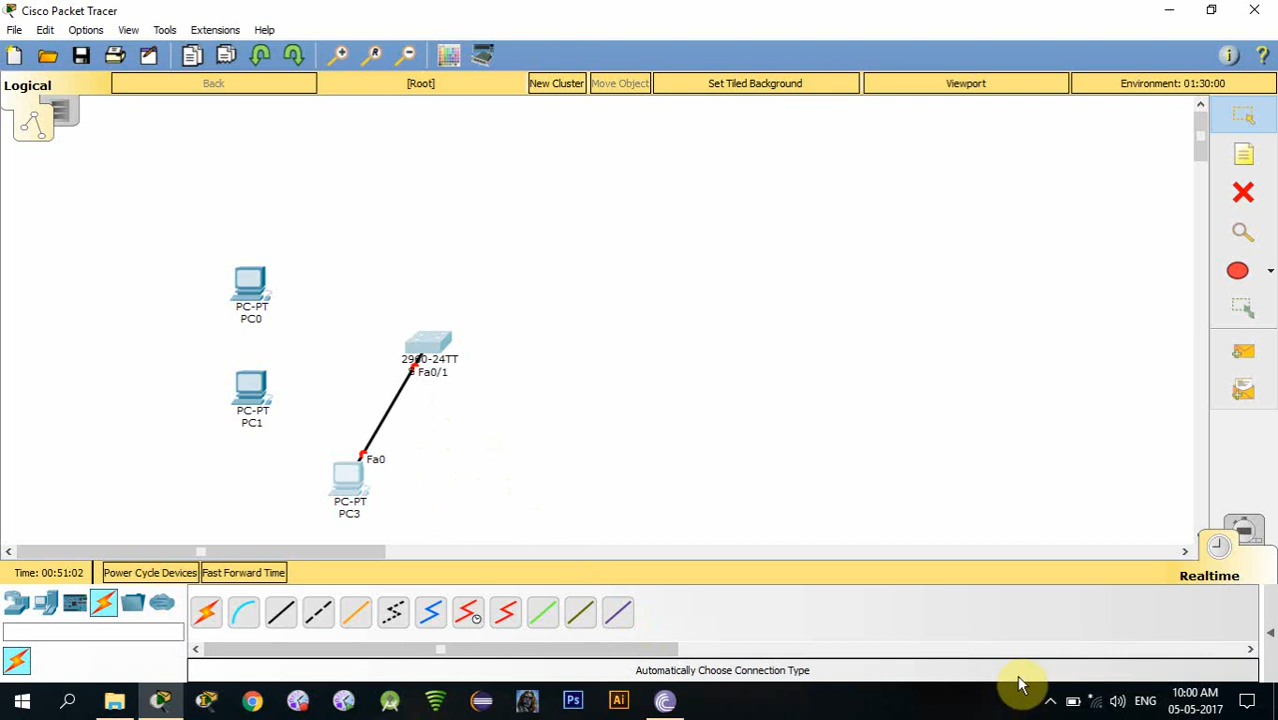 Cisco Packet Tracer
File Edit Options View Tools Extensions Help
Logical
Back
[Root]
New Cluster
Move Object
Set Tiled Background
Viewport
Environment: 01:30:00
PC-PT
PC0
2960-24TT
Fa0/1
PC-PT
PC1
Fa0
PC-PT
PC3
Time: 00:51:02
Power Cycle Devices
Fast Forward Time
Realtime
Automatically Choose Connection Type
Ps
Ai
ENG
10:00 AM
05-05-2017